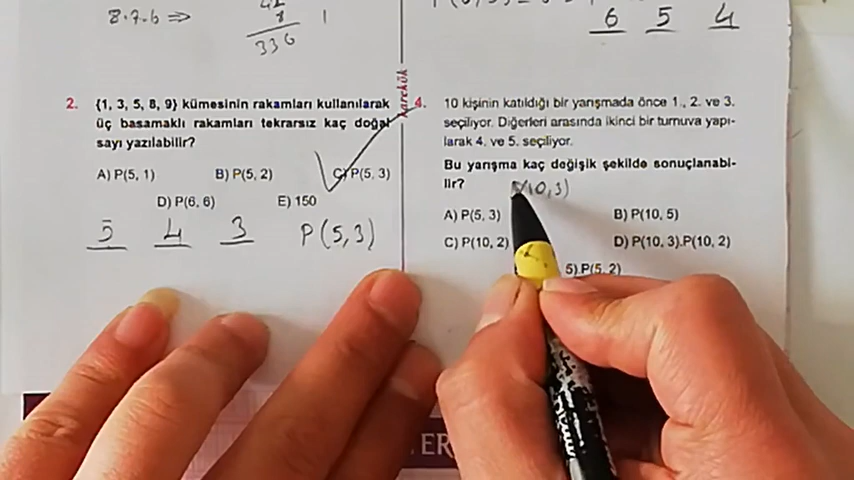 8.7.6 ⇒
336
6 5 4
karekök
2. {1, 3, 5, 8, 9} kümesinin rakamları kullanılarak
üç basamaklı rakamları tekrarsız kaç doğal
sayı yazılabilir?
A) P(5, 1) B) P(5, 2) C) P(5, 3)
D) P(6, 6) E) 150
5 4 3 P(5,3)
4. 10 kişinin katıldığı bir yarışmada önce 1., 2. ve 3.
seçiliyor. Diğerleri arasında ikinci bir turnuva yapı-
larak 4. ve 5. seçiliyor.
Bu yarışma kaç değişik şekilde sonuçlanabi-
lir?
(10,3)
A) P(5, 3) B) P(10, 5)
C) P(10, 2) D) P(10, 3).P(10, 2)
5).P(5, 2)
ER